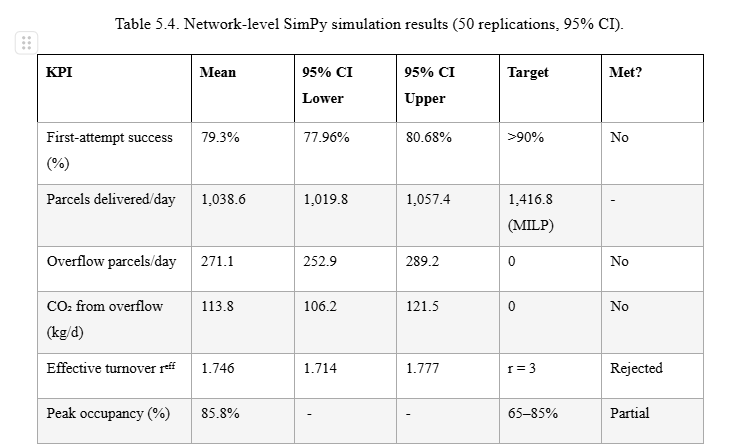 Table 5.4. Network-level SimPy simulation results (50 replications, 95% CI).
KPI Mean 95% CI Lower 95% CI Upper Target Met?
First-attempt success (%) 79.3% 77.96% 80.68% >90% No
Parcels delivered/day 1,038.6 1,019.8 1,057.4 1,416.8 (MILP) -
Overflow parcels/day 271.1 252.9 289.2 0 No
CO₂ from overflow (kg/d) 113.8 106.2 121.5 0 No
Effective turnover rᵉᶠᶠ 1.746 1.714 1.777 r = 3 Rejected
Peak occupancy (%) 85.8% - - 65–85% Partial